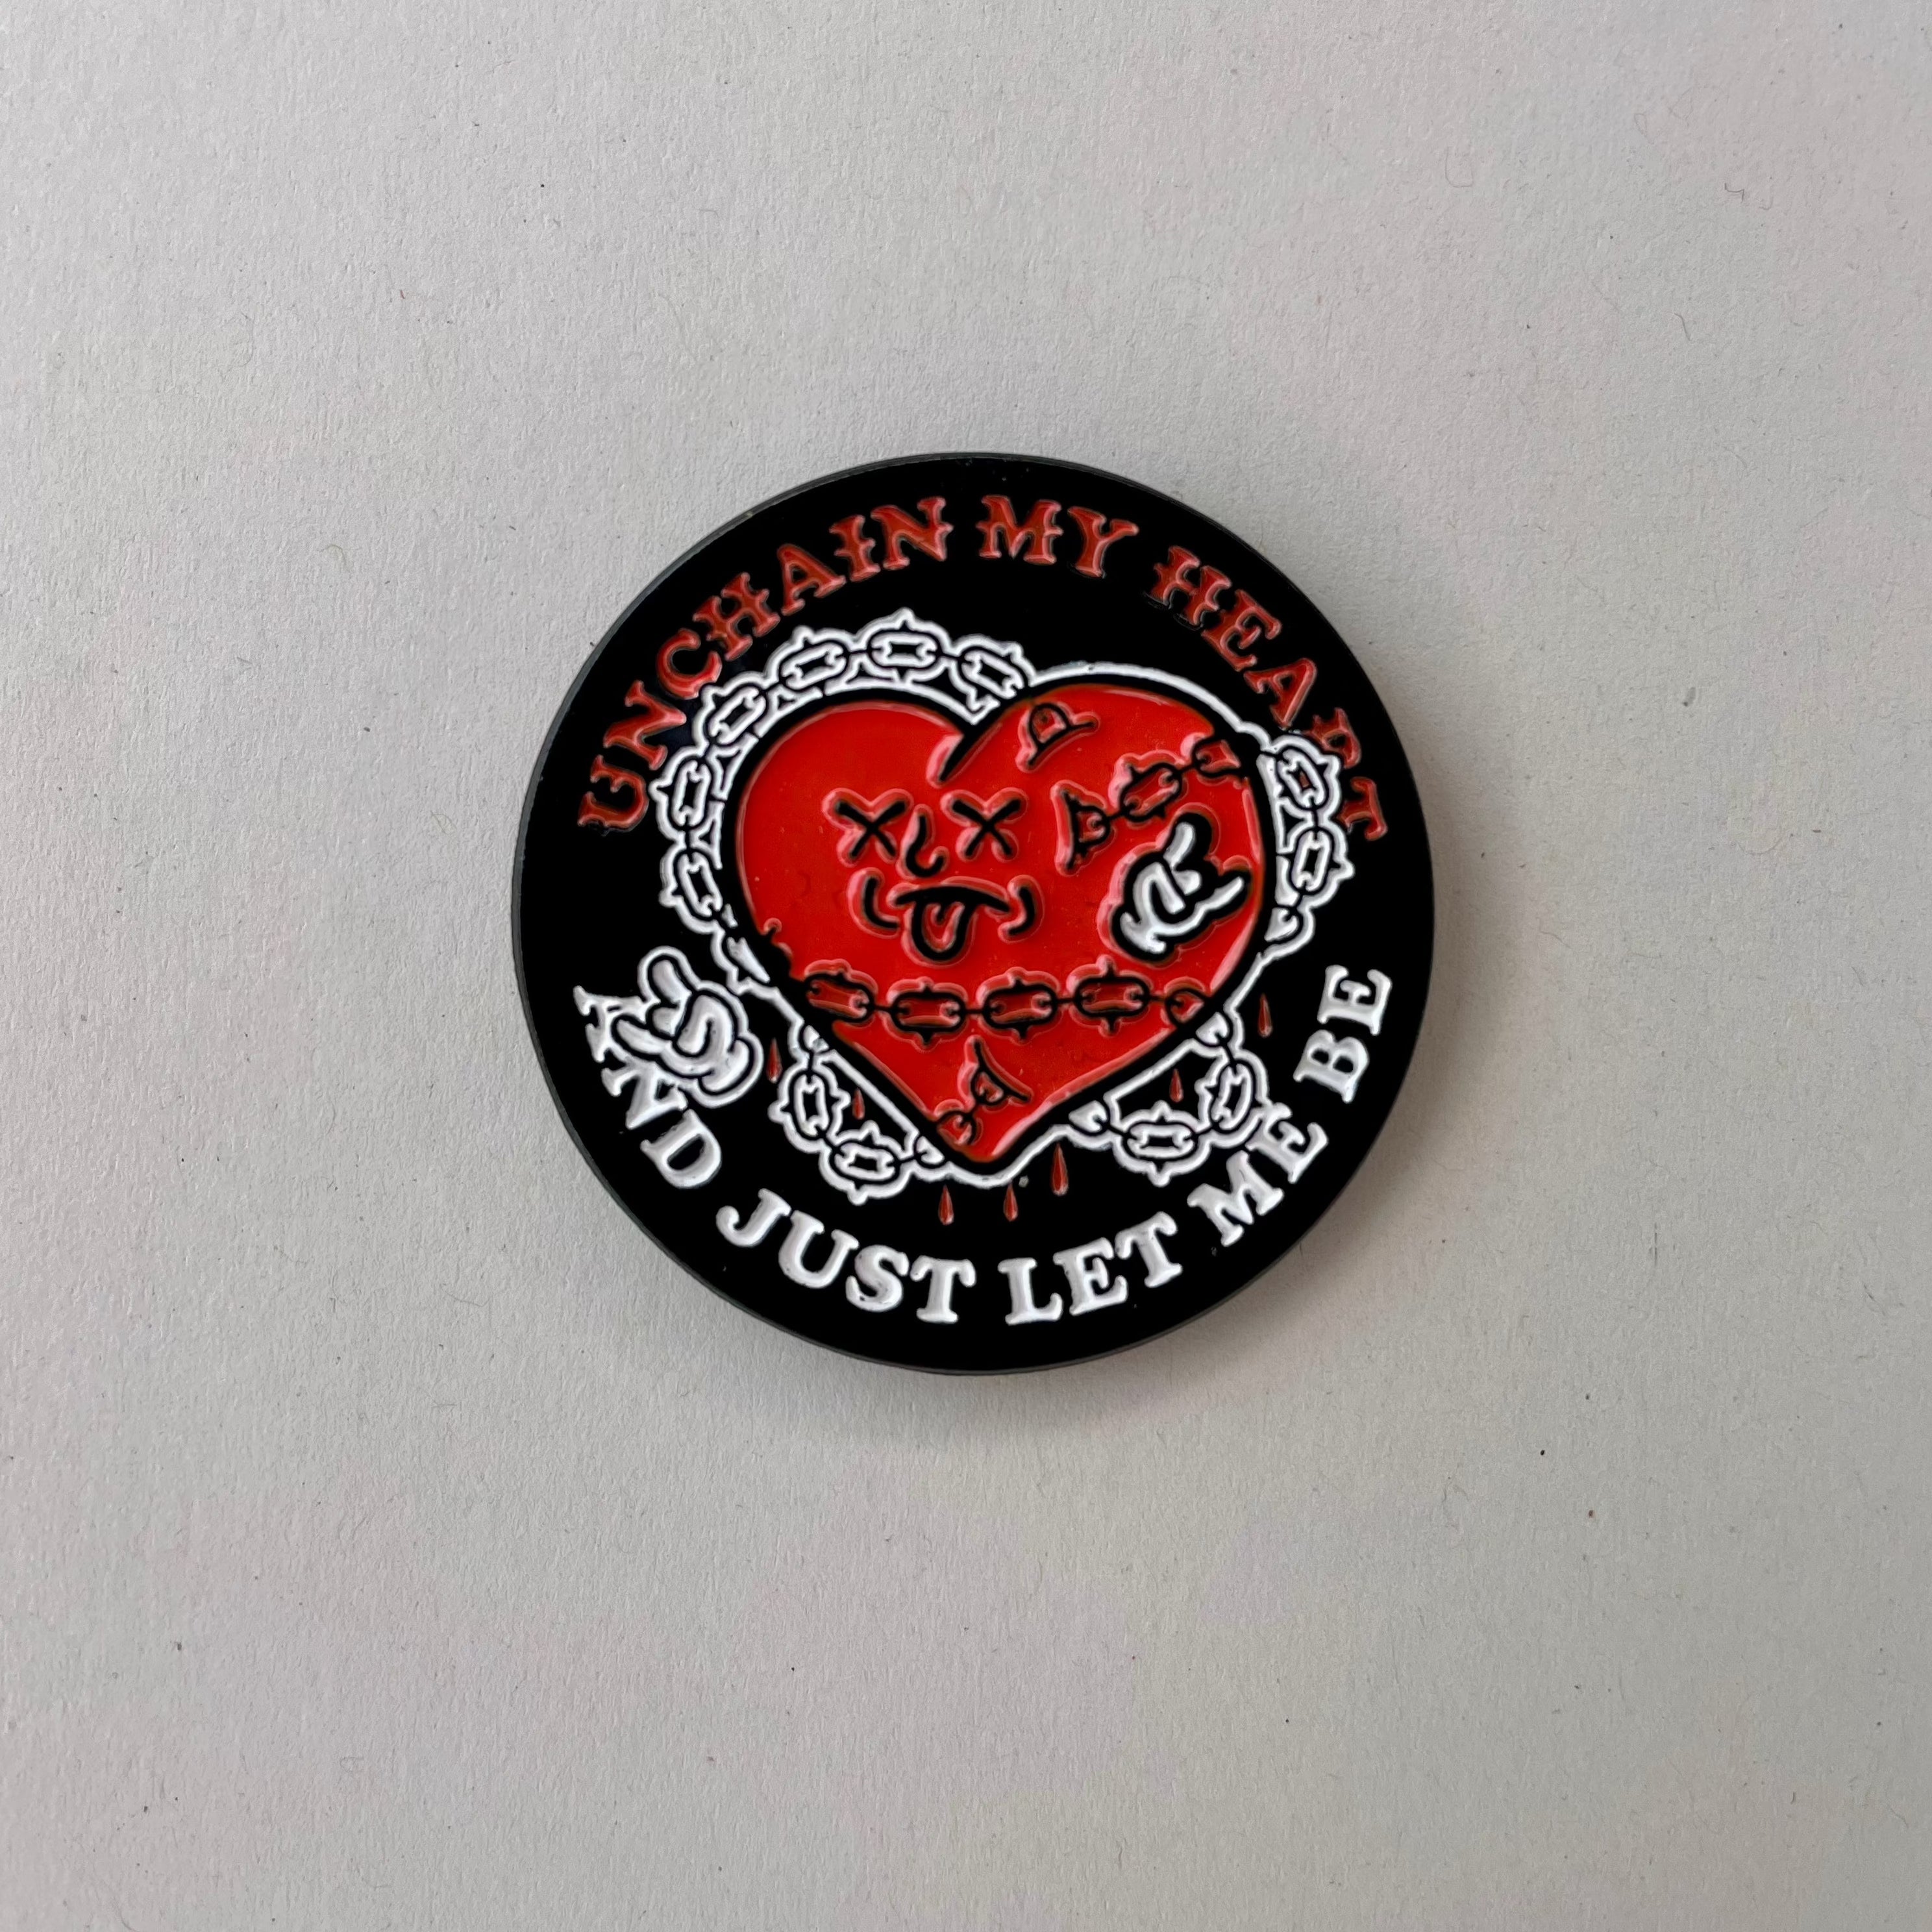 UNCHAIN MY HEART
AND JUST LET ME BE